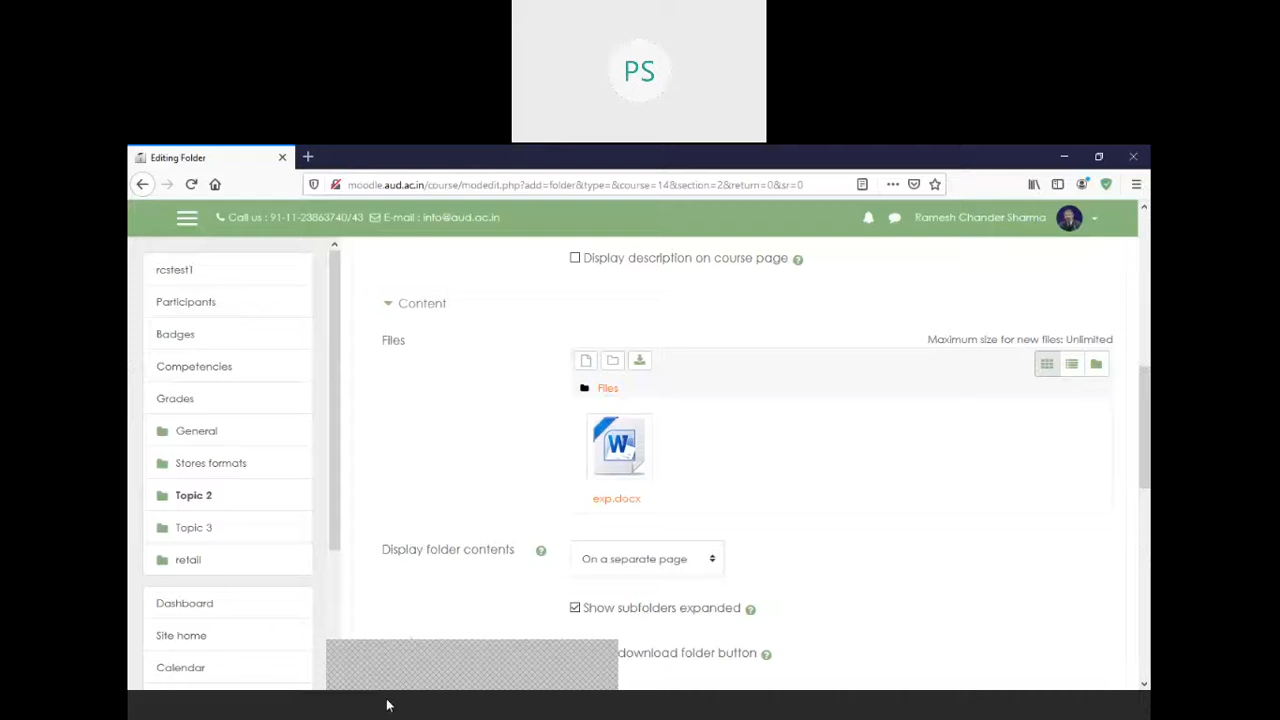 PS
Editing Folder
moodle.aud.ac.in/course/modedit.php?add=folder&type=&course=14&section=2&return=0&sr=0
Call us : 91-11-23863740/43 E-mail : info@aud.ac.in
Ramesh Chander Sharma
rcstest1
Participants
Badges
Competencies
Grades
General
Stores formats
Topic 2
Topic 3
retail
Dashboard
Site home
Calendar
Display description on course page
Content
Files
Maximum size for new files: Unlimited
Files
exp.docx
Display folder contents
On a separate page
Show subfolders expanded
download folder button